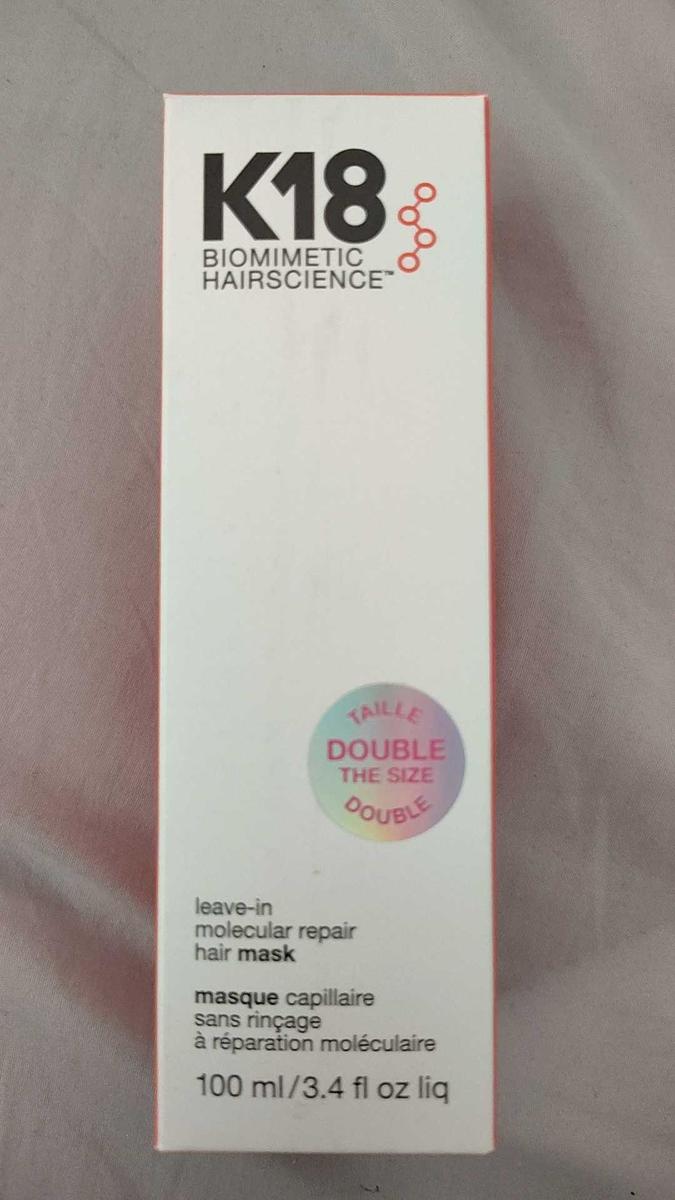 K18
BIOMIMETIC
HAIRSCIENCE™
TAILLE
DOUBLE
THE SIZE
DOUBLE
leave-in
molecular repair
hair mask
masque capillaire
sans rinçage
à réparation moléculaire
100 ml/3.4 fl oz liq